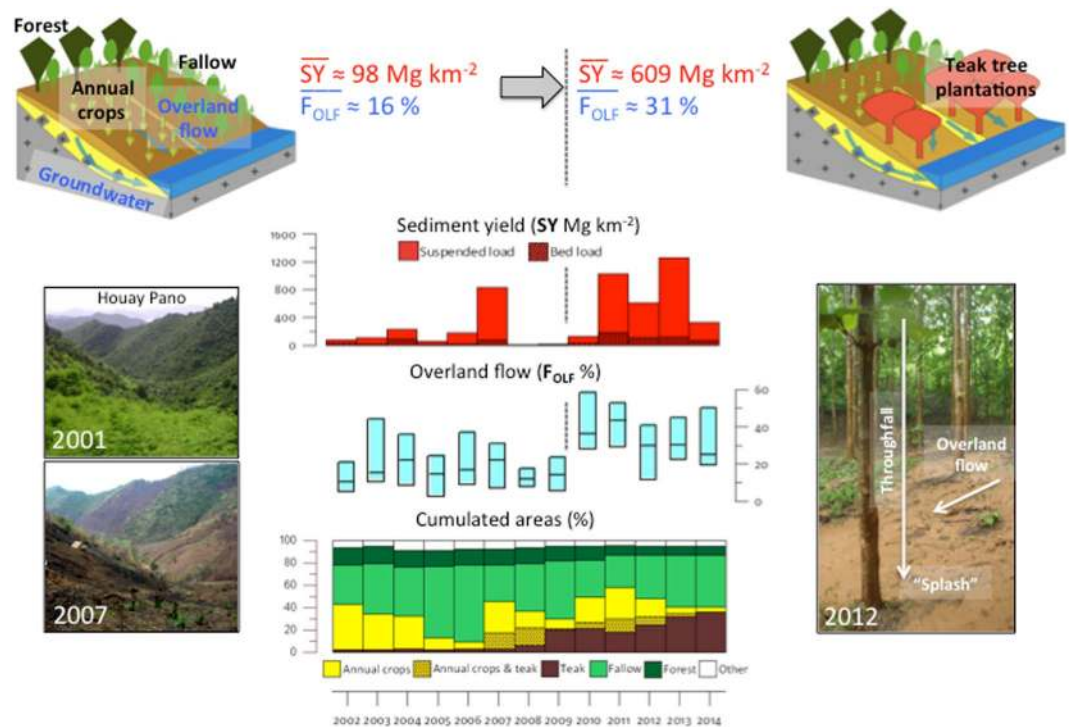 Forest
Fallow
Annual
crops
Overland
flow
Groundwater
SY ≈ 98 Mg km⁻²
F_OLF ≈ 16 %
SY ≈ 609 Mg km⁻²
F_OLF ≈ 31 %
Teak tree
plantations
Sediment yield (SY Mg km⁻²)
1600
1200
800
400
0
Suspended load
Bed load
Houay Pano
2001
2007
Overland flow (F_OLF %)
60
40
20
0
Cumulated areas (%)
100
80
60
40
20
0
Annual crops
Annual crops & teak
Teak
Fallow
Forest
Other
2002 2003 2004 2005 2006 2007 2008 2009 2010 2011 2012 2013 2014
Throughfall
Overland
flow
"Splash"
2012